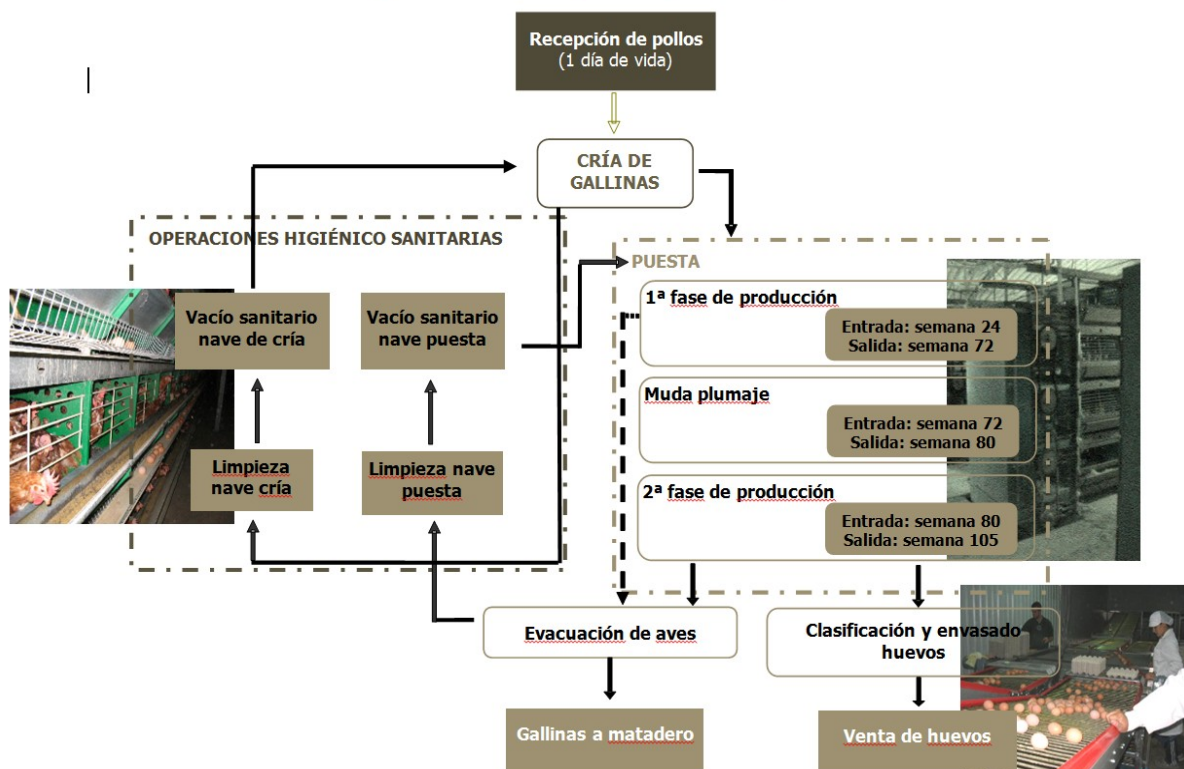 Recepción de pollos
(1 día de vida)
CRÍA DE
GALLINAS
OPERACIONES HIGIÉNICO SANITARIAS
PUESTA
Vacío sanitario
nave de cría
Vacío sanitario
nave puesta
Limpieza
nave cría
Limpieza nave
puesta
1ª fase de producción
Entrada: semana 24
Salida: semana 72
Muda plumaje
Entrada: semana 72
Salida: semana 80
2ª fase de producción
Entrada: semana 80
Salida: semana 105
Evacuación de aves
Clasificación y envasado
huevos
Gallinas a matadero
Venta de huevos